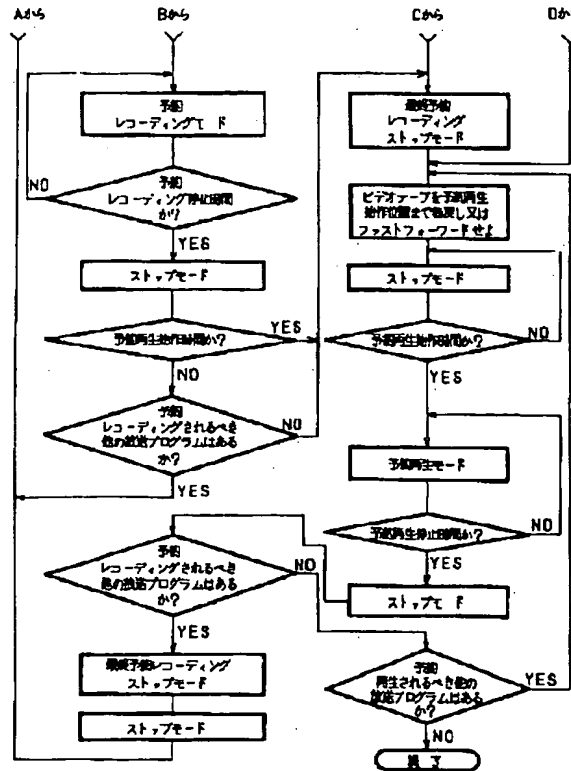 Aから
Bから
Cから
Dか
予約
レコーディングモード
NO
予約
レコーディング停止時間
か?
YES
ストップモード
予約再生始作時間か?
YES
NO
予約
レコーディングされるべき
他の放送プログラムはある
か?
NO
YES
最終予約
レコーディング
ストップモード
ビデオテープを予約再生
始作位置まで巻戻し又は
ファストフォーワードせよ
ストップモード
予約再生始作時間か?
NO
YES
予約再生モード
予約再生停止時間か?
NO
YES
ストップモード
予約
レコーディングされるべき
他の放送プログラムはある
か?
NO
YES
最終予約レコーディング
ストップモード
ストップモード
予約
再生されるべき他の
放送プログラムはある
か?
YES
NO
終了